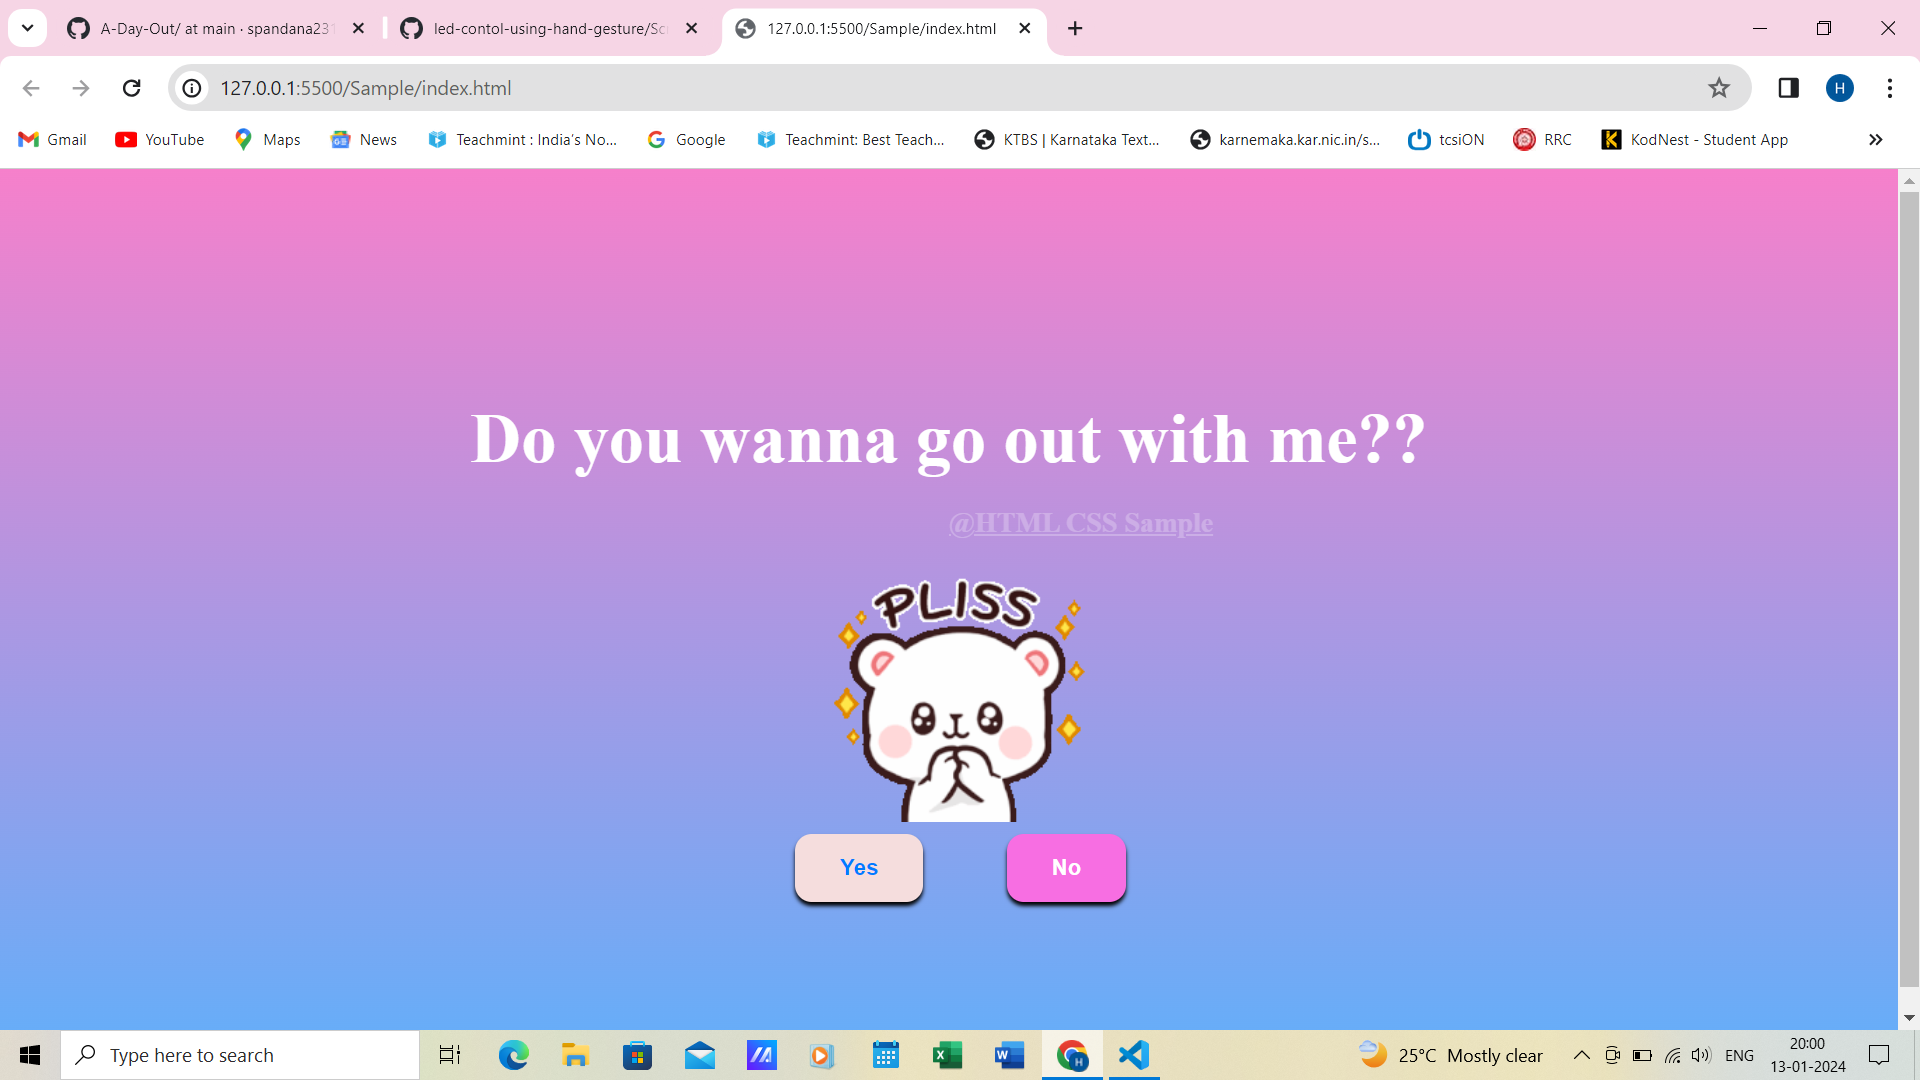 A-Day-Out/ at main · spandana231
led-contol-using-hand-gesture/Scr
127.0.0.1:5500/Sample/index.html
127.0.0.1:5500/Sample/index.html
H
Gmail
YouTube
Maps
News
Teachmint : India's No...
Google
Teachmint: Best Teach...
KTBS | Karnataka Text...
karnemaka.kar.nic.in/s...
tcsiON
RRC
KodNest - Student App
Do you wanna go out with me??
@HTML CSS Sample
PLISS
Yes
No
Type here to search
25°C Mostly clear
ENG
20:00
13-01-2024